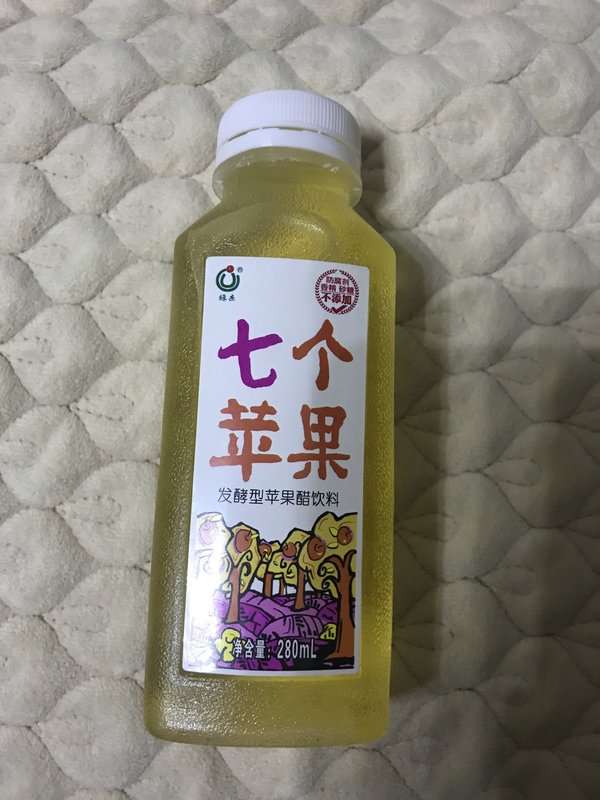 绿杰
®
防腐剂
香精 砂糖
不添加
七个
苹果
发酵型苹果醋饮料
净含量：280mL